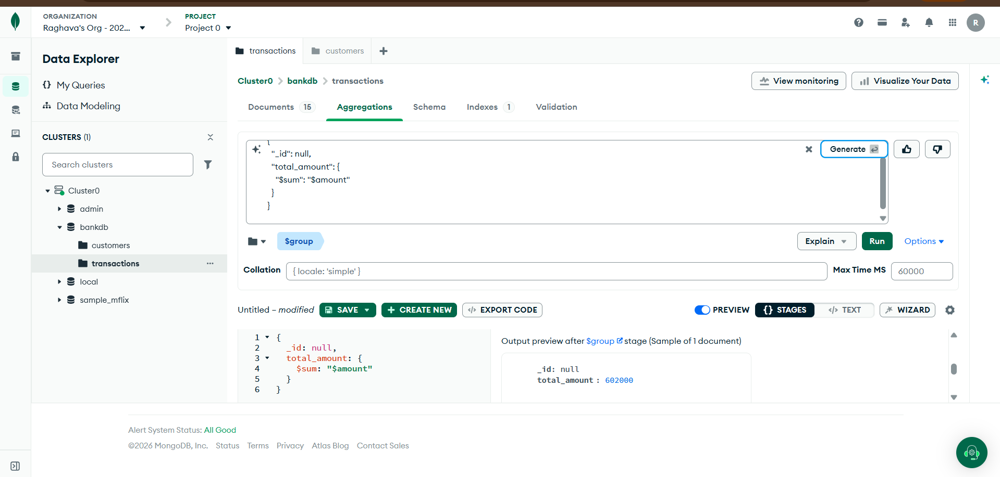 ORGANIZATION
Raghava's Org - 202...
PROJECT
Project 0
R
Data Explorer
My Queries
Data Modeling
CLUSTERS (1)
Search clusters
Cluster0
admin
bankdb
customers
transactions
local
sample_mflix
transactions
customers
Cluster0
bankdb
transactions
View monitoring
Visualize Your Data
Documents 15
Aggregations
Schema
Indexes 1
Validation
{
"_id": null,
"total_amount": {
"$sum": "$amount"
}
}
Generate
$group
Explain
Run
Options
Collation
{ locale: 'simple' }
Max Time MS
60000
Untitled – modified
SAVE
CREATE NEW
EXPORT CODE
PREVIEW
{} STAGES
</> TEXT
WIZARD
1 {
2 _id: null,
3 total_amount: {
4 $sum: "$amount"
5 }
6 }
Output preview after $group stage (Sample of 1 document)
_id: null
total_amount : 602000
Alert System Status: All Good
©2026 MongoDB, Inc. Status Terms Privacy Atlas Blog Contact Sales